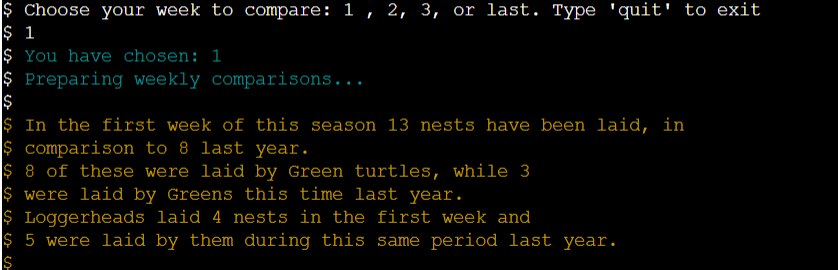 $ Choose your week to compare: 1 , 2, 3, or last. Type 'quit' to exit
$ 1
$ You have chosen: 1
$ Preparing weekly comparisons...
$
$ In the first week of this season 13 nests have been laid, in
$ comparison to 8 last year.
$ 8 of these were laid by Green turtles, while 3
$ were laid by Greens this time last year.
$ Loggerheads laid 4 nests in the first week and
$ 5 were laid by them during this same period last year.
$